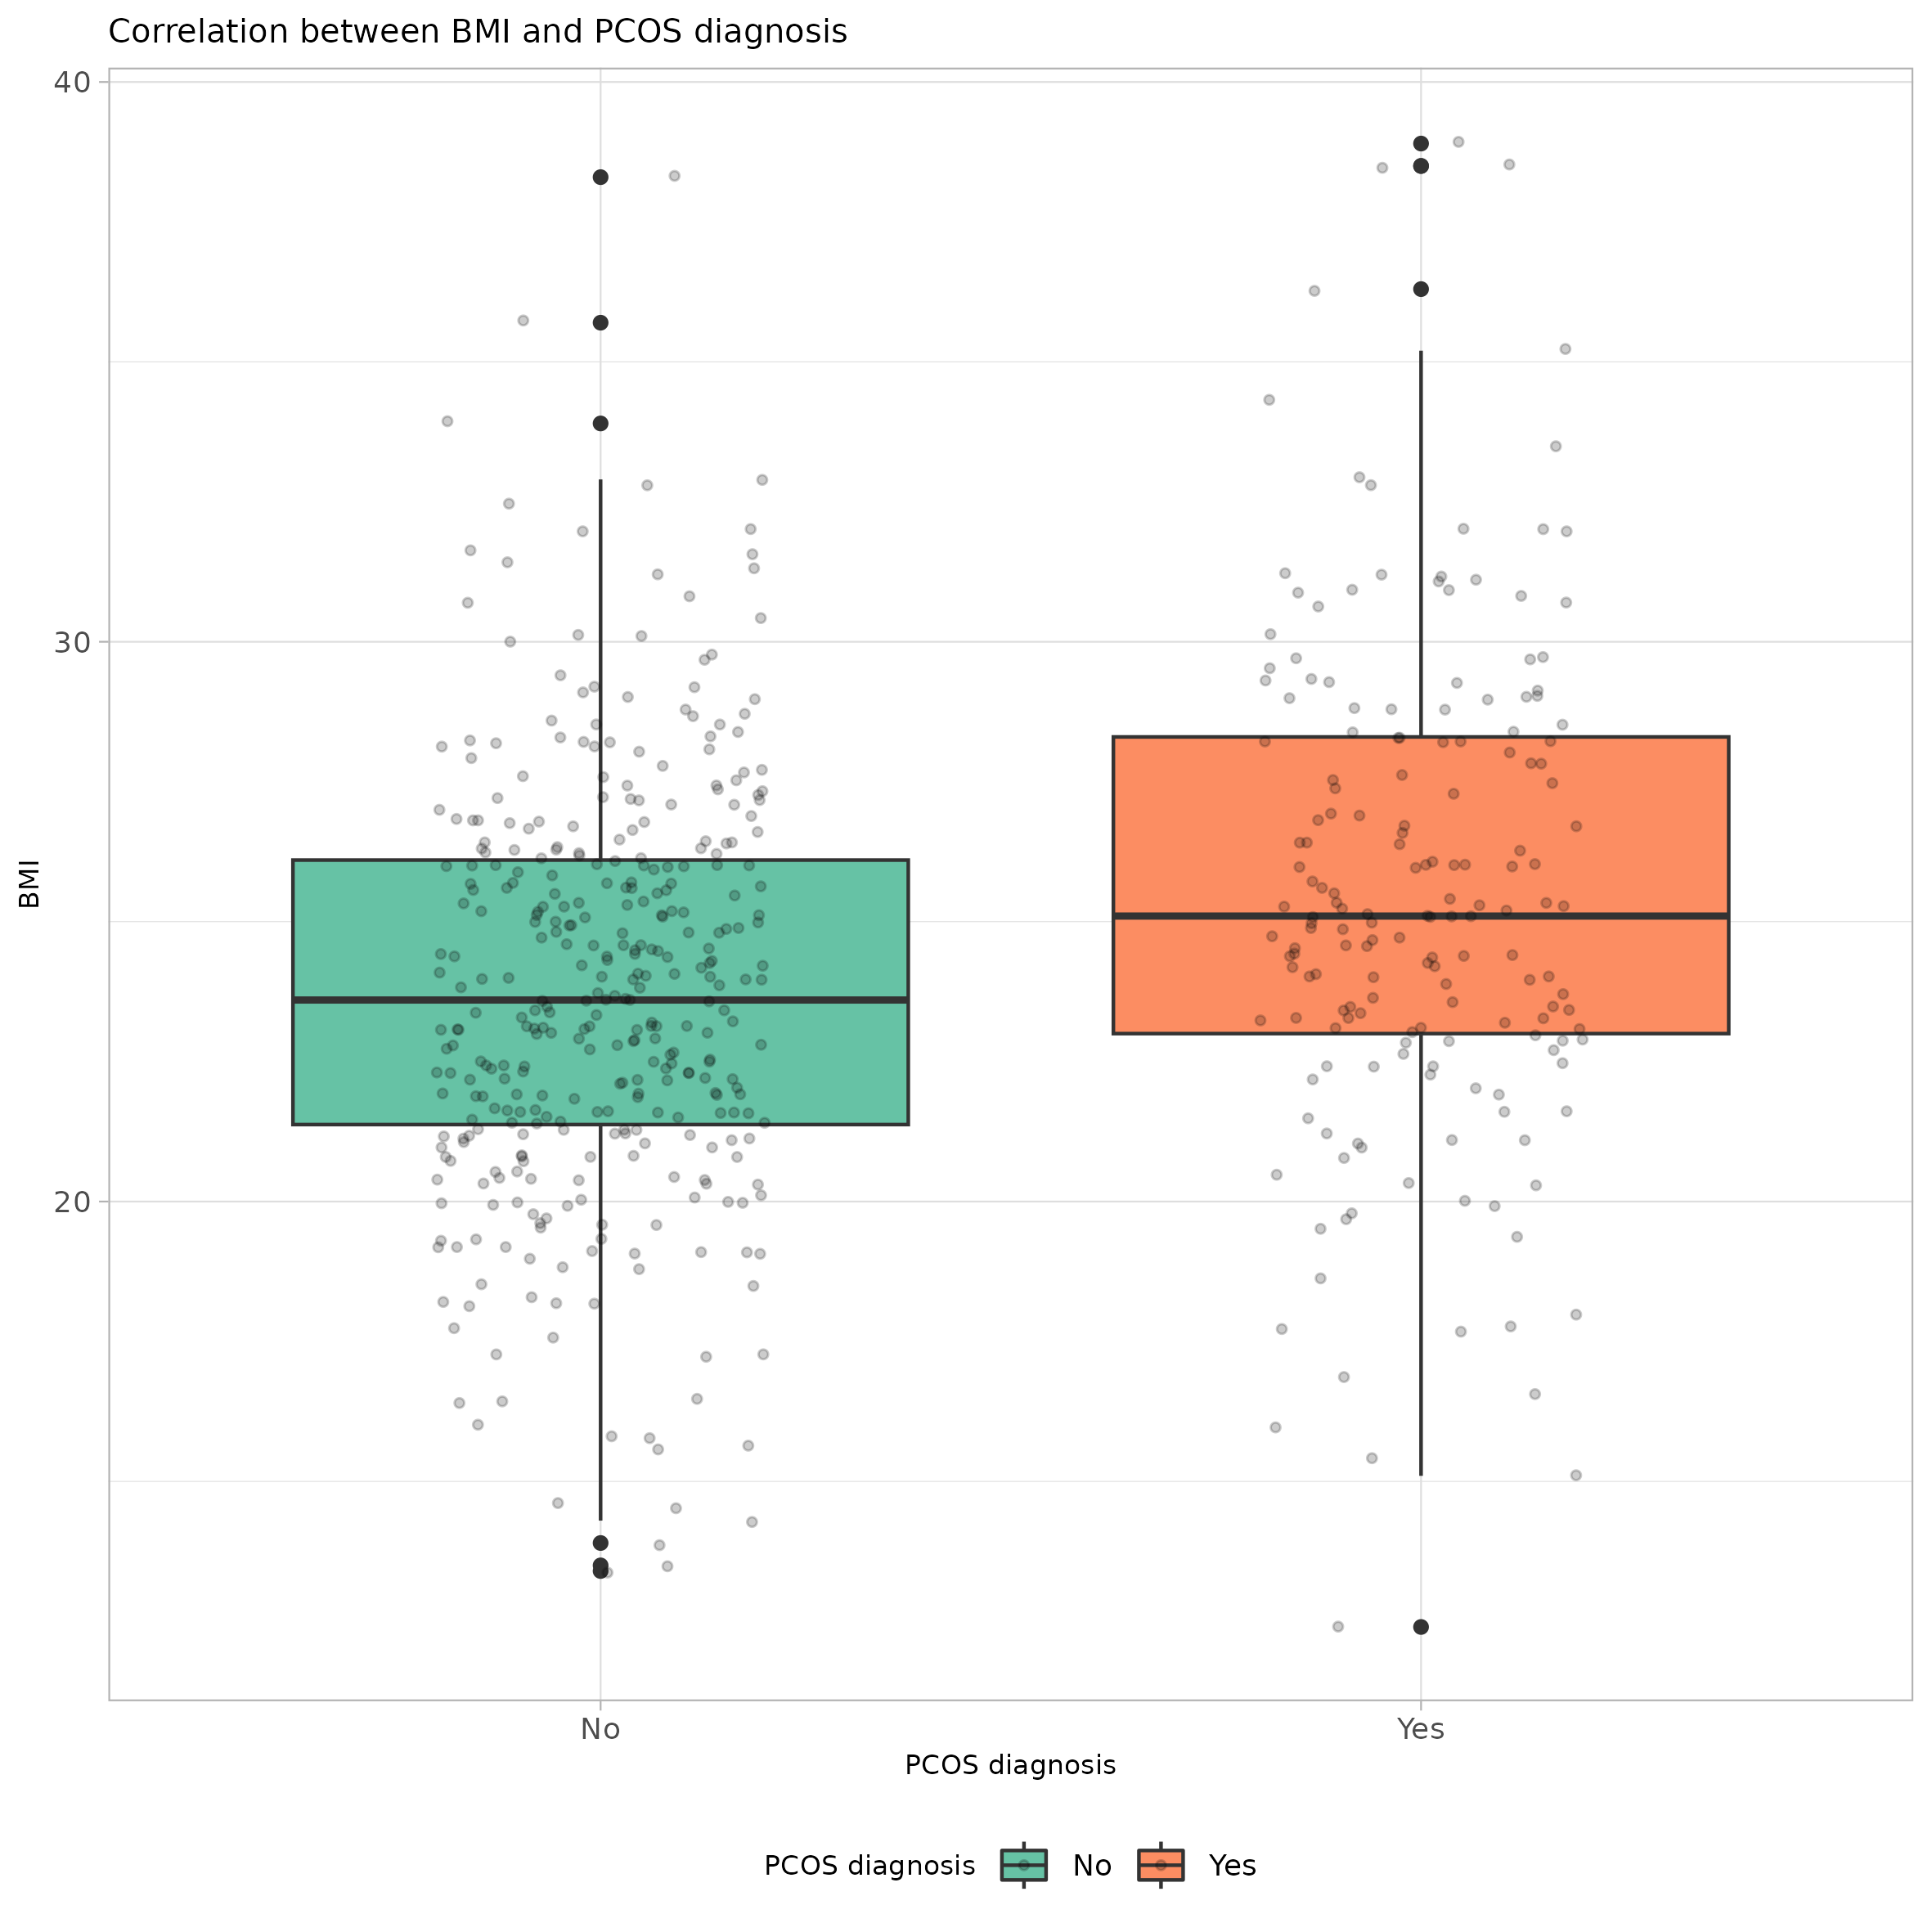 Correlation between BMI and PCOS diagnosis
40
30
20
BMI
No
Yes
PCOS diagnosis
PCOS diagnosis No Yes